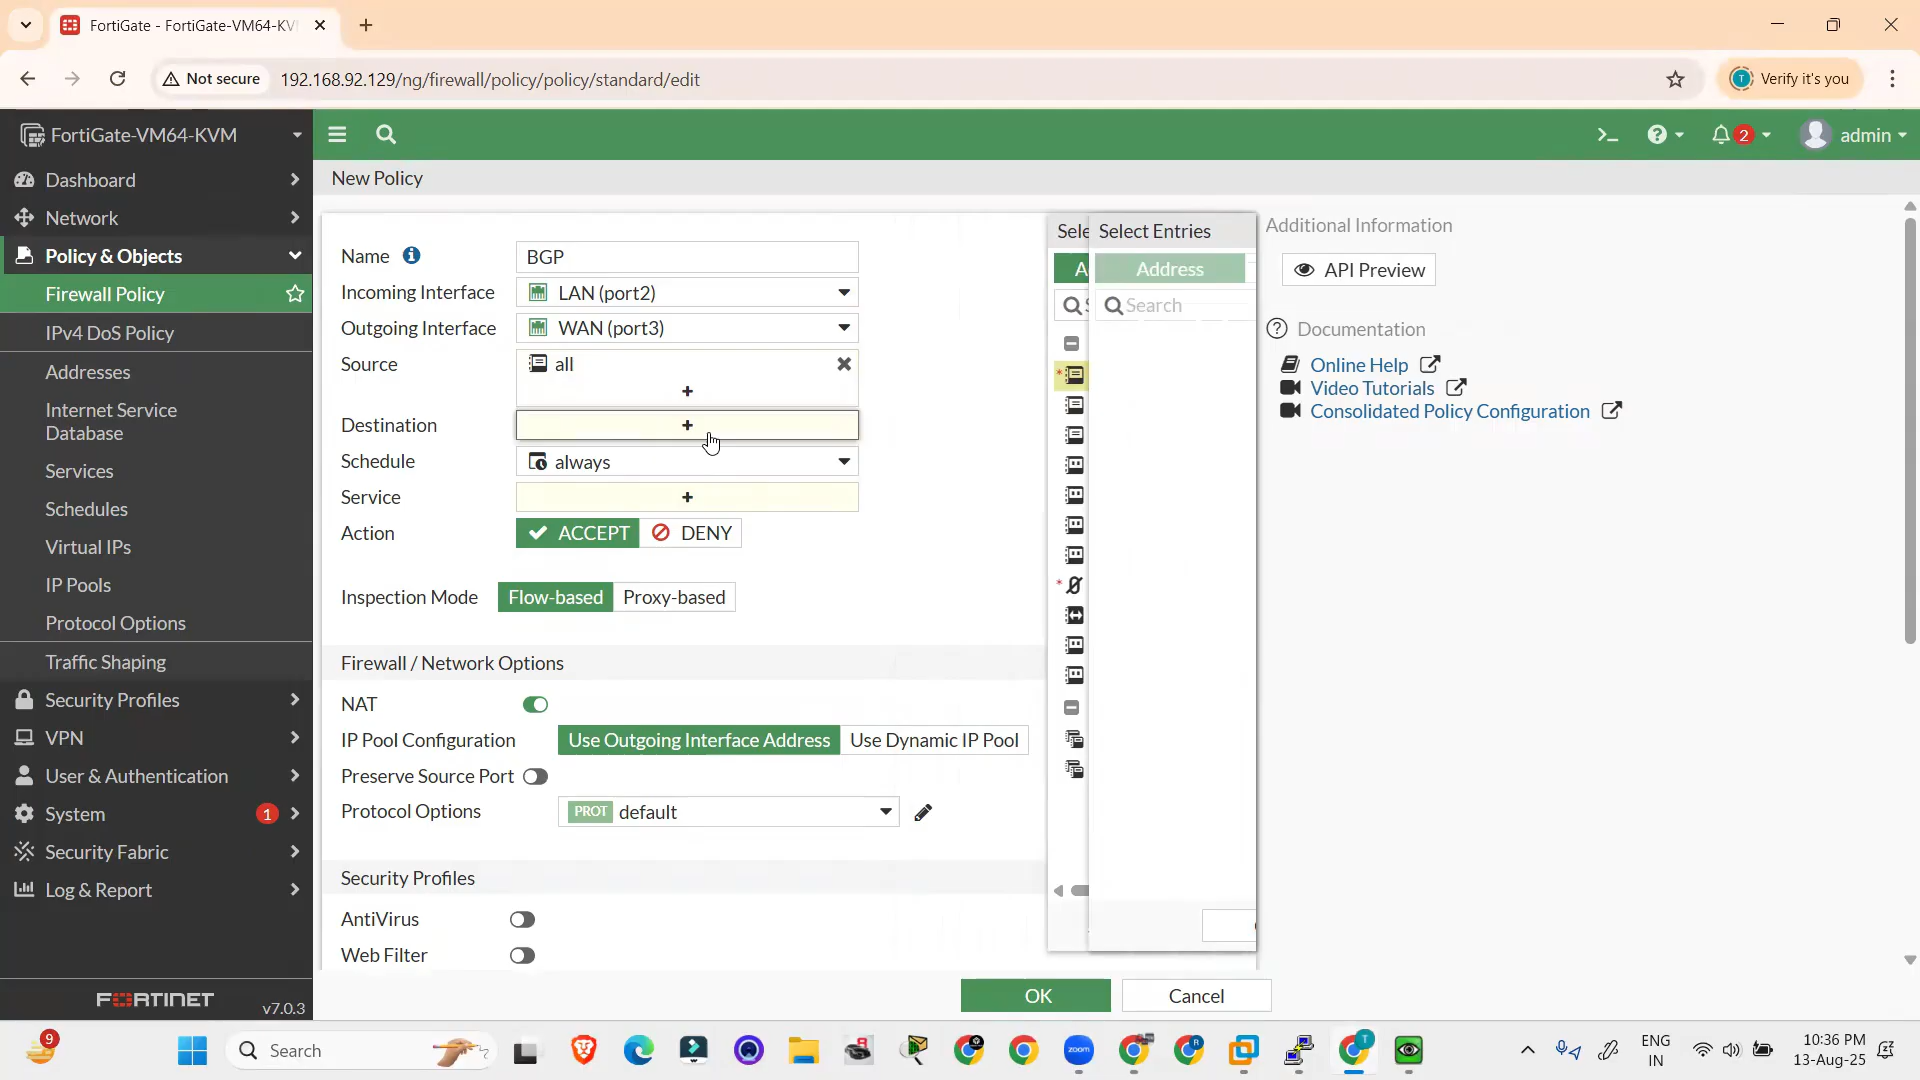 FortiGate - FortiGate-VM64-KV
Not secure
192.168.92.129/ng/firewall/policy/policy/standard/edit
Verify it's you
FortiGate-VM64-KVM
2
admin
Dashboard
Network
Policy & Objects
Firewall Policy
IPv4 DoS Policy
Addresses
Internet Service
Database
Services
Schedules
Virtual IPs
IP Pools
Protocol Options
Traffic Shaping
Security Profiles
VPN
User & Authentication
System
1
Security Fabric
Log & Report
FORTINET
v7.0.3
New Policy
Name
BGP
Incoming Interface
LAN (port2)
Outgoing Interface
WAN (port3)
Source
all
Destination
Schedule
always
Service
Action
ACCEPT
DENY
Inspection Mode
Flow-based
Proxy-based
Firewall / Network Options
NAT
IP Pool Configuration
Use Outgoing Interface Address
Use Dynamic IP Pool
Preserve Source Port
Protocol Options
PROT
default
Security Profiles
AntiVirus
Web Filter
Sele
A
Select Entries
Address
Search
Additional Information
API Preview
Documentation
Online Help
Video Tutorials
Consolidated Policy Configuration
OK
Cancel
9
Search
zoom
T
ENG
IN
10:36 PM
13-Aug-25